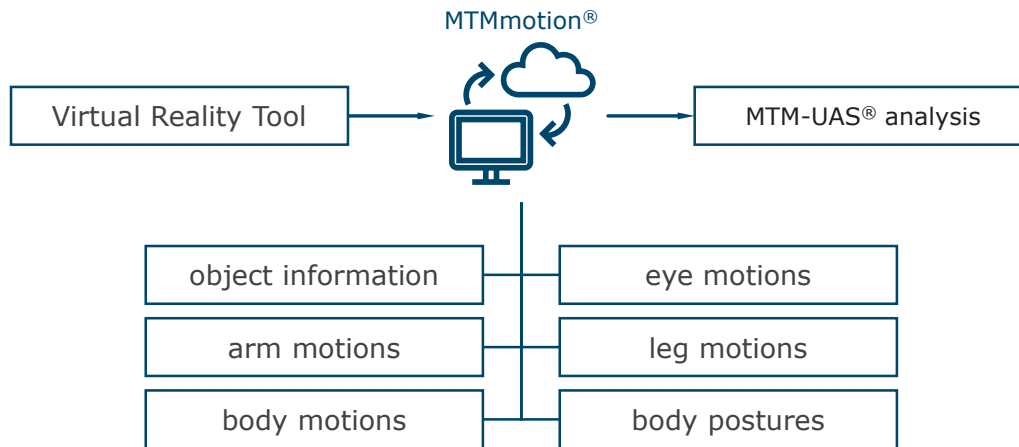 MTMmotion®
Virtual Reality Tool
MTM-UAS® analysis
object information
eye motions
arm motions
leg motions
body motions
body postures